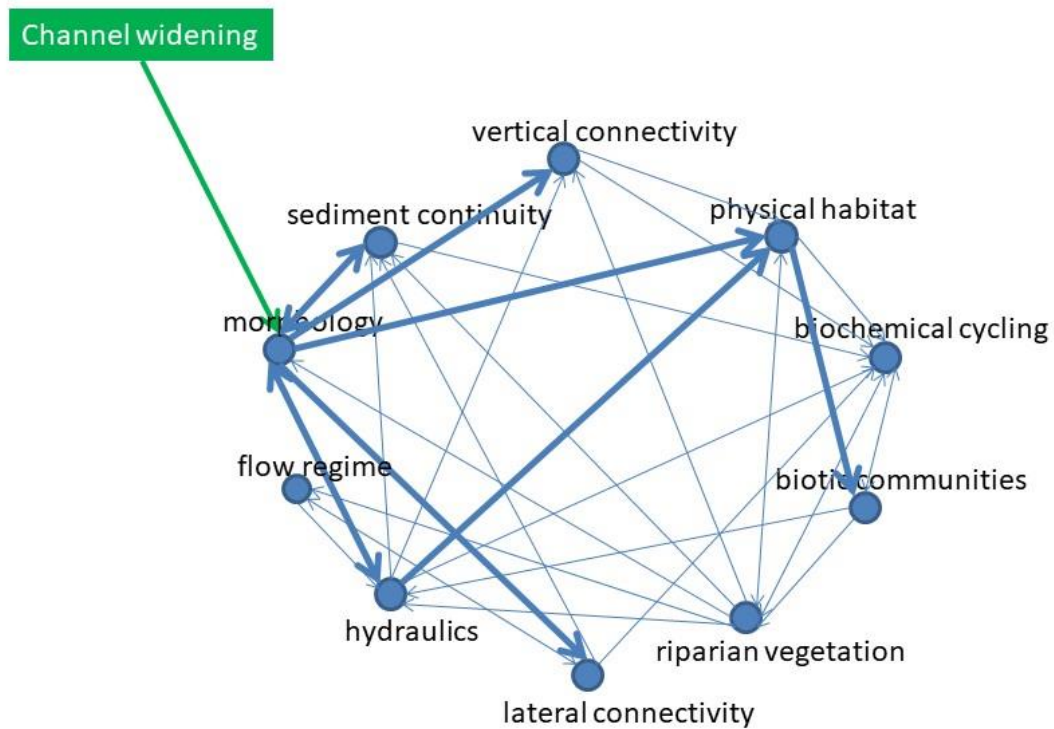 Channel widening
vertical connectivity
sediment continuity
physical habitat
morphology
biochemical cycling
flow regime
biotic communities
hydraulics
riparian vegetation
lateral connectivity